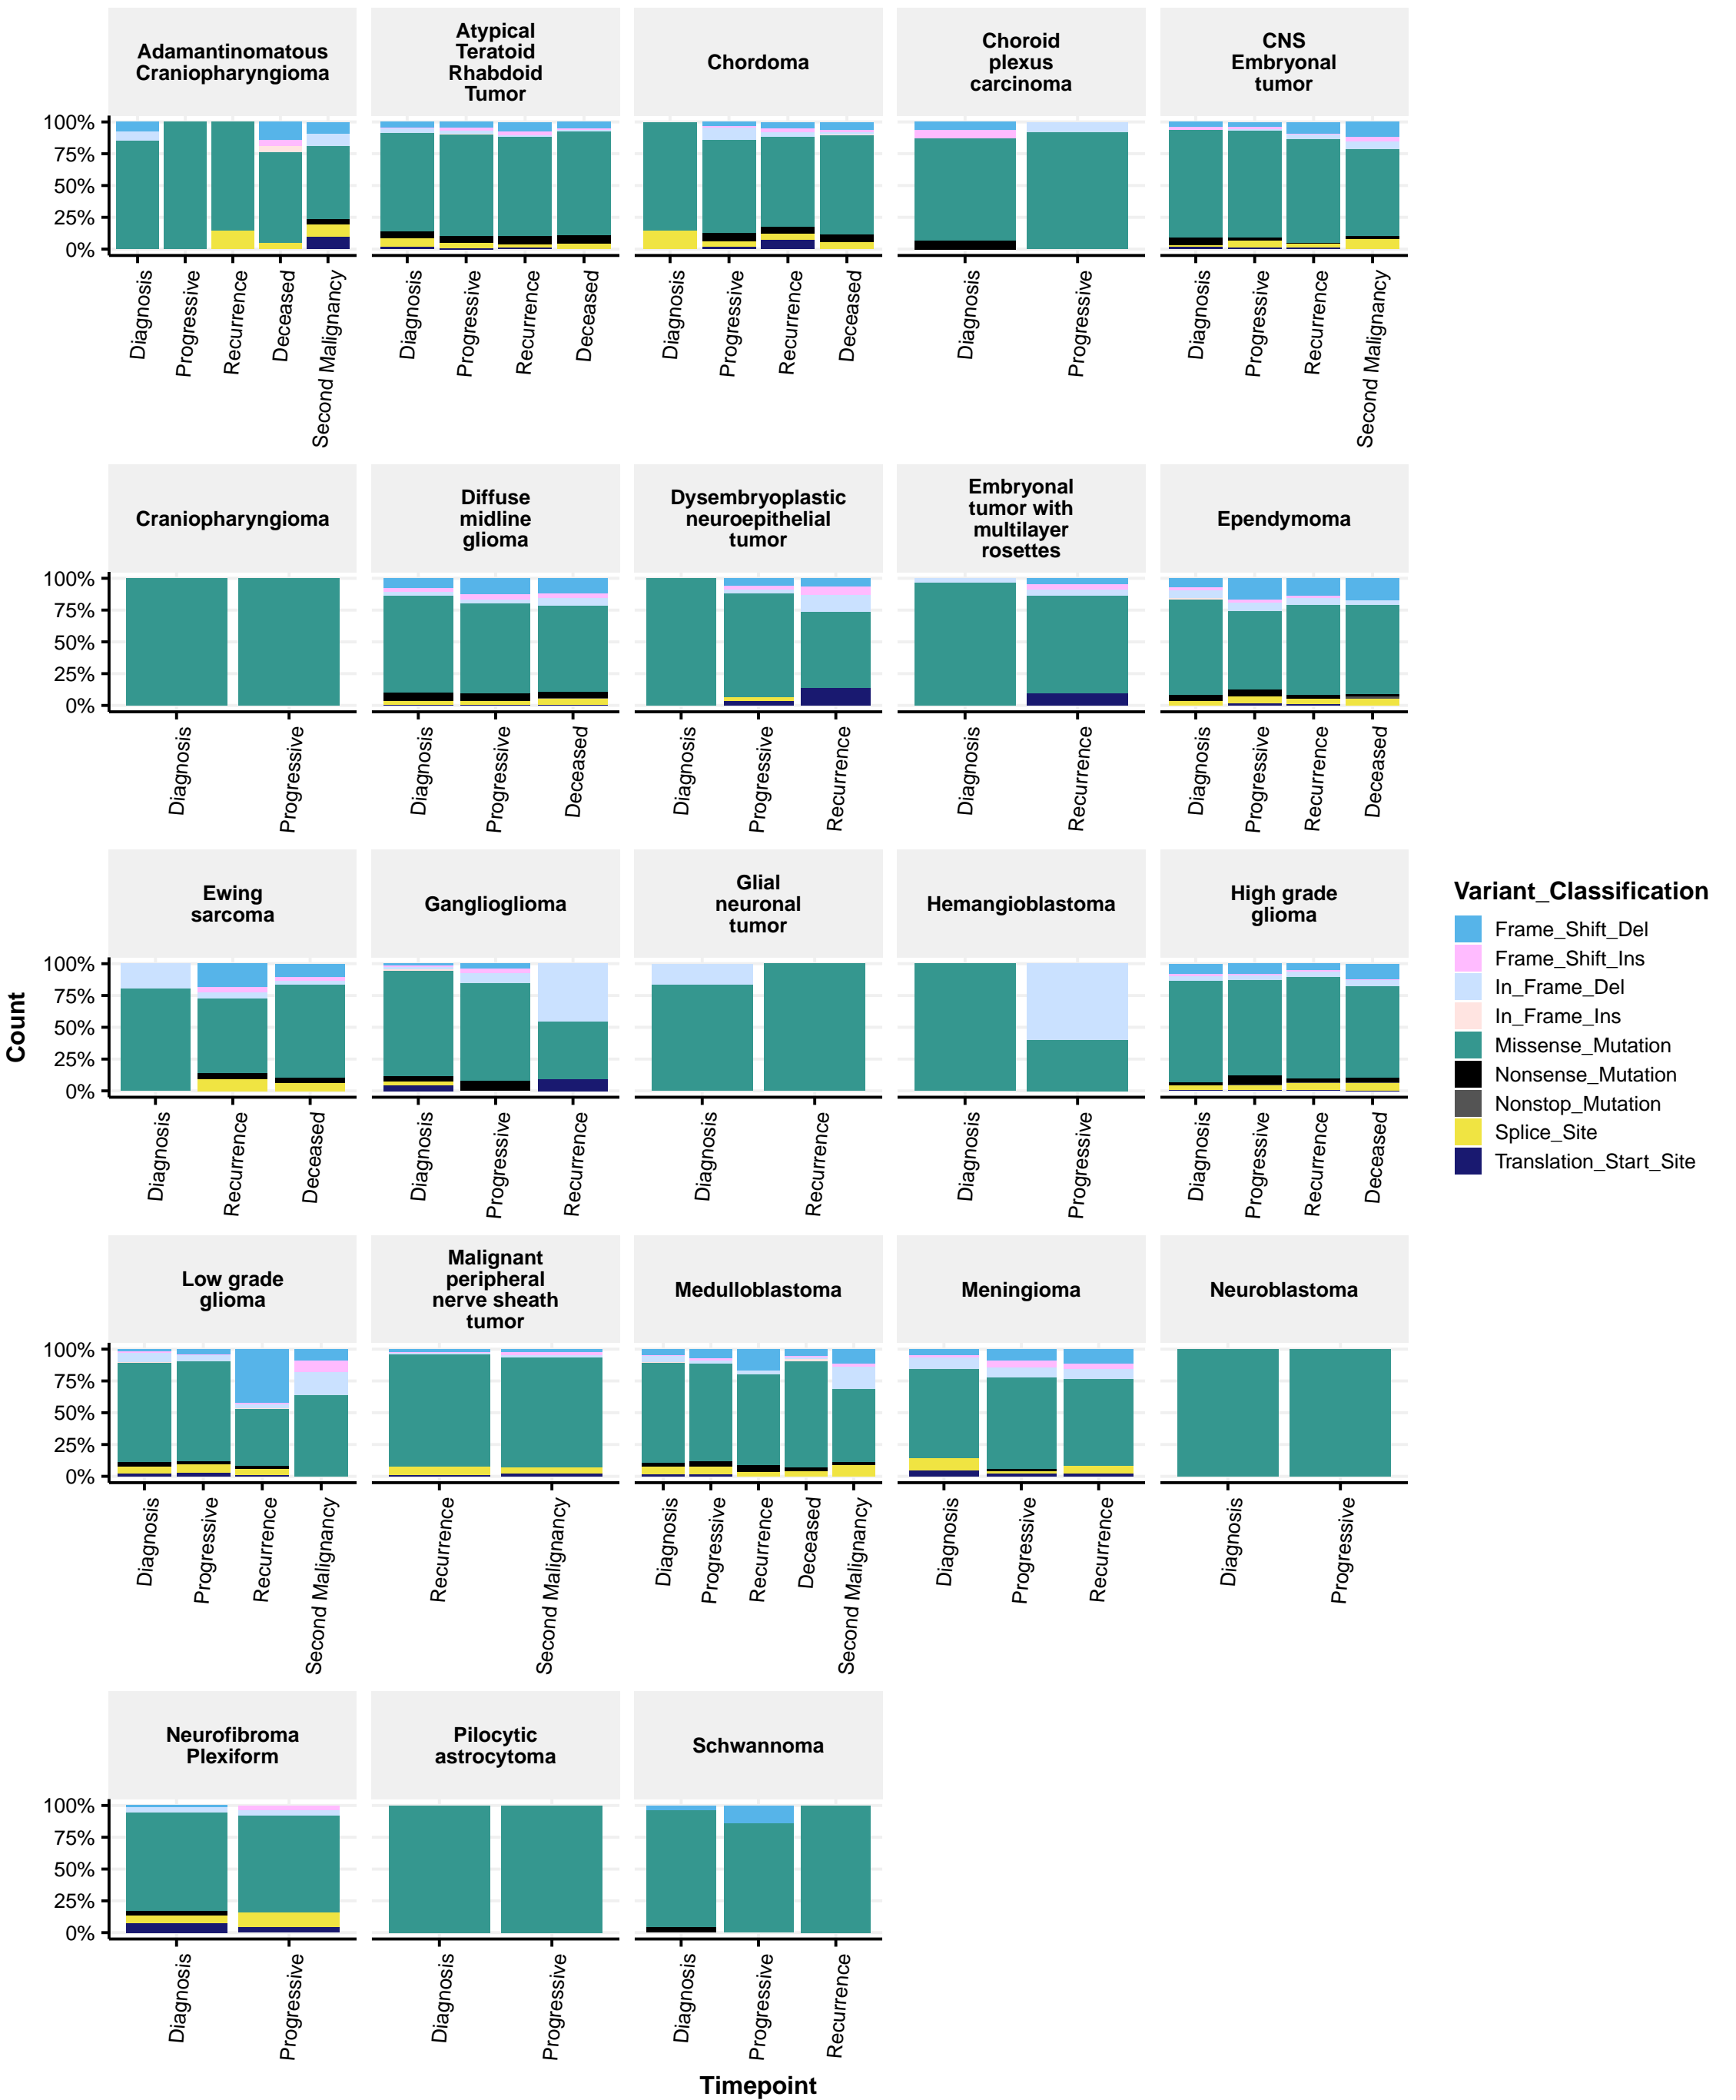 Adamantinomatous
Craniopharyngioma
Atypical
Teratoid
Rhabdoid
Tumor
Chordoma
Choroid
plexus
carcinoma
CNS
Embryonal
tumor
100%
75%
50%
25%
0%
Diagnosis
Progressive
Recurrence
Deceased
Second Malignancy
Diagnosis
Progressive
Recurrence
Deceased
Diagnosis
Progressive
Recurrence
Deceased
Diagnosis
Progressive
Diagnosis
Progressive
Recurrence
Second Malignancy
Craniopharyngioma
Diffuse
midline
glioma
Dysembryoplastic
neuroepithelial
tumor
Embryonal
tumor with
multilayer
rosettes
Ependymoma
100%
75%
50%
25%
0%
Diagnosis
Progressive
Diagnosis
Progressive
Deceased
Diagnosis
Progressive
Recurrence
Diagnosis
Recurrence
Diagnosis
Progressive
Recurrence
Deceased
Ewing
sarcoma
Ganglioglioma
Glial
neuronal
tumor
Hemangioblastoma
High grade
glioma
100%
75%
50%
25%
0%
Diagnosis
Recurrence
Deceased
Diagnosis
Progressive
Recurrence
Diagnosis
Recurrence
Diagnosis
Progressive
Diagnosis
Progressive
Recurrence
Deceased
Count
Variant_Classification
Frame_Shift_Del
Frame_Shift_Ins
In_Frame_Del
In_Frame_Ins
Missense_Mutation
Nonsense_Mutation
Nonstop_Mutation
Splice_Site
Translation_Start_Site
Low grade
glioma
Malignant
peripheral
nerve sheath
tumor
Medulloblastoma
Meningioma
Neuroblastoma
100%
75%
50%
25%
0%
Diagnosis
Progressive
Recurrence
Second Malignancy
Recurrence
Second Malignancy
Diagnosis
Progressive
Recurrence
Deceased
Second Malignancy
Diagnosis
Progressive
Recurrence
Diagnosis
Progressive
Neurofibroma
Plexiform
Pilocytic
astrocytoma
Schwannoma
100%
75%
50%
25%
0%
Diagnosis
Progressive
Diagnosis
Progressive
Diagnosis
Progressive
Recurrence
Timepoint